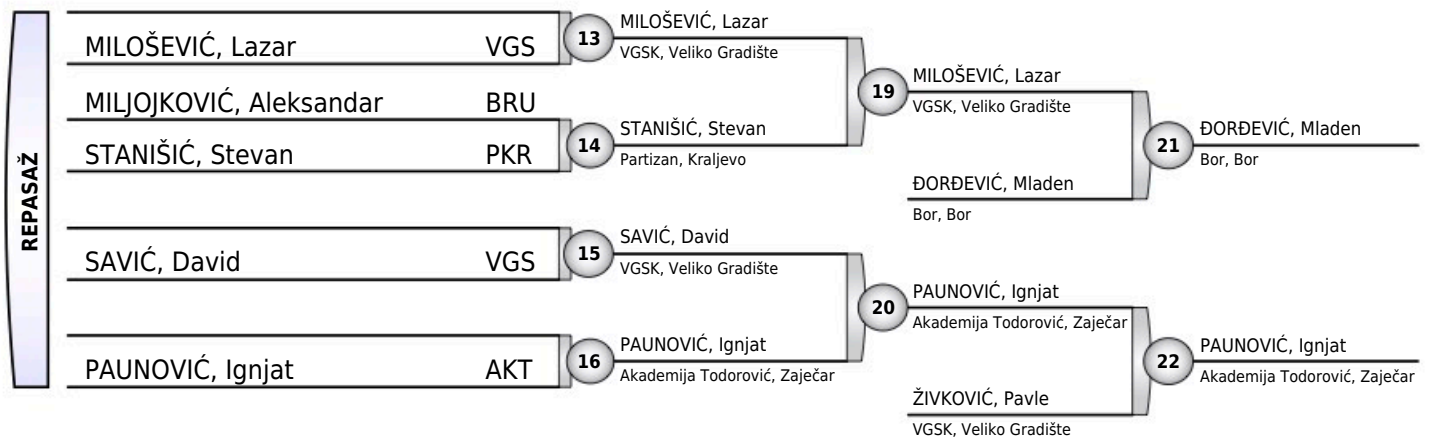 REPASAŽ
MILOŠEVIĆ, Lazar VGS
MILJOJKOVIĆ, Aleksandar BRU
STANIŠIĆ, Stevan PKR
SAVIĆ, David VGS
PAUNOVIĆ, Ignjat AKT
13
MILOŠEVIĆ, Lazar
VGSK, Veliko Gradište
14
STANIŠIĆ, Stevan
Partizan, Kraljevo
15
SAVIĆ, David
VGSK, Veliko Gradište
16
PAUNOVIĆ, Ignjat
Akademija Todorović, Zaječar
19
MILOŠEVIĆ, Lazar
VGSK, Veliko Gradište
ĐORĐEVIĆ, Mladen
Bor, Bor
20
PAUNOVIĆ, Ignjat
Akademija Todorović, Zaječar
ŽIVKOVIĆ, Pavle
VGSK, Veliko Gradište
21
ĐORĐEVIĆ, Mladen
Bor, Bor
22
PAUNOVIĆ, Ignjat
Akademija Todorović, Zaječar